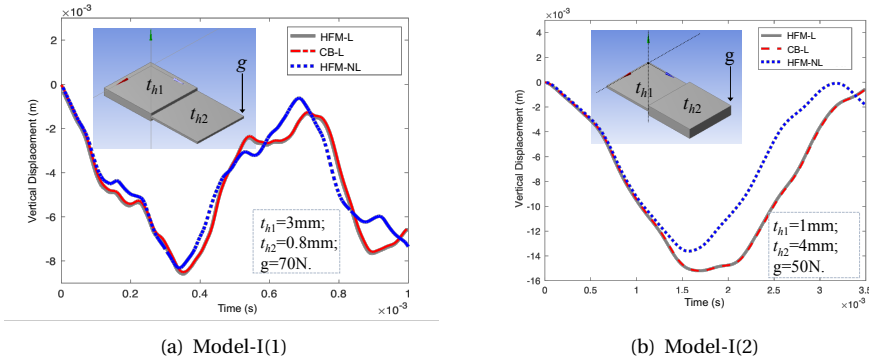 ×10⁻³
2
0
-2
-4
-6
-8
0
0.2
0.4
0.6
0.8
1
×10⁻³
Vertical Displacement (m)
Time (s)
HFM-L
CB-L
HFM-NL
g
t_h1
t_h2
t_h1=3mm;
t_h2=0.8mm;
g=70N.
(a) Model-I(1)
×10⁻³
4
2
0
-2
-4
-6
-8
-10
-12
-14
-16
0
0.5
1
1.5
2
2.5
3
3.5
×10⁻³
Vertical Displacement (m)
Time (s)
HFM-L
CB-L
HFM-NL
g
t_h1
t_h2
t_h1=1mm;
t_h2=4mm;
g=50N.
(b) Model-I(2)